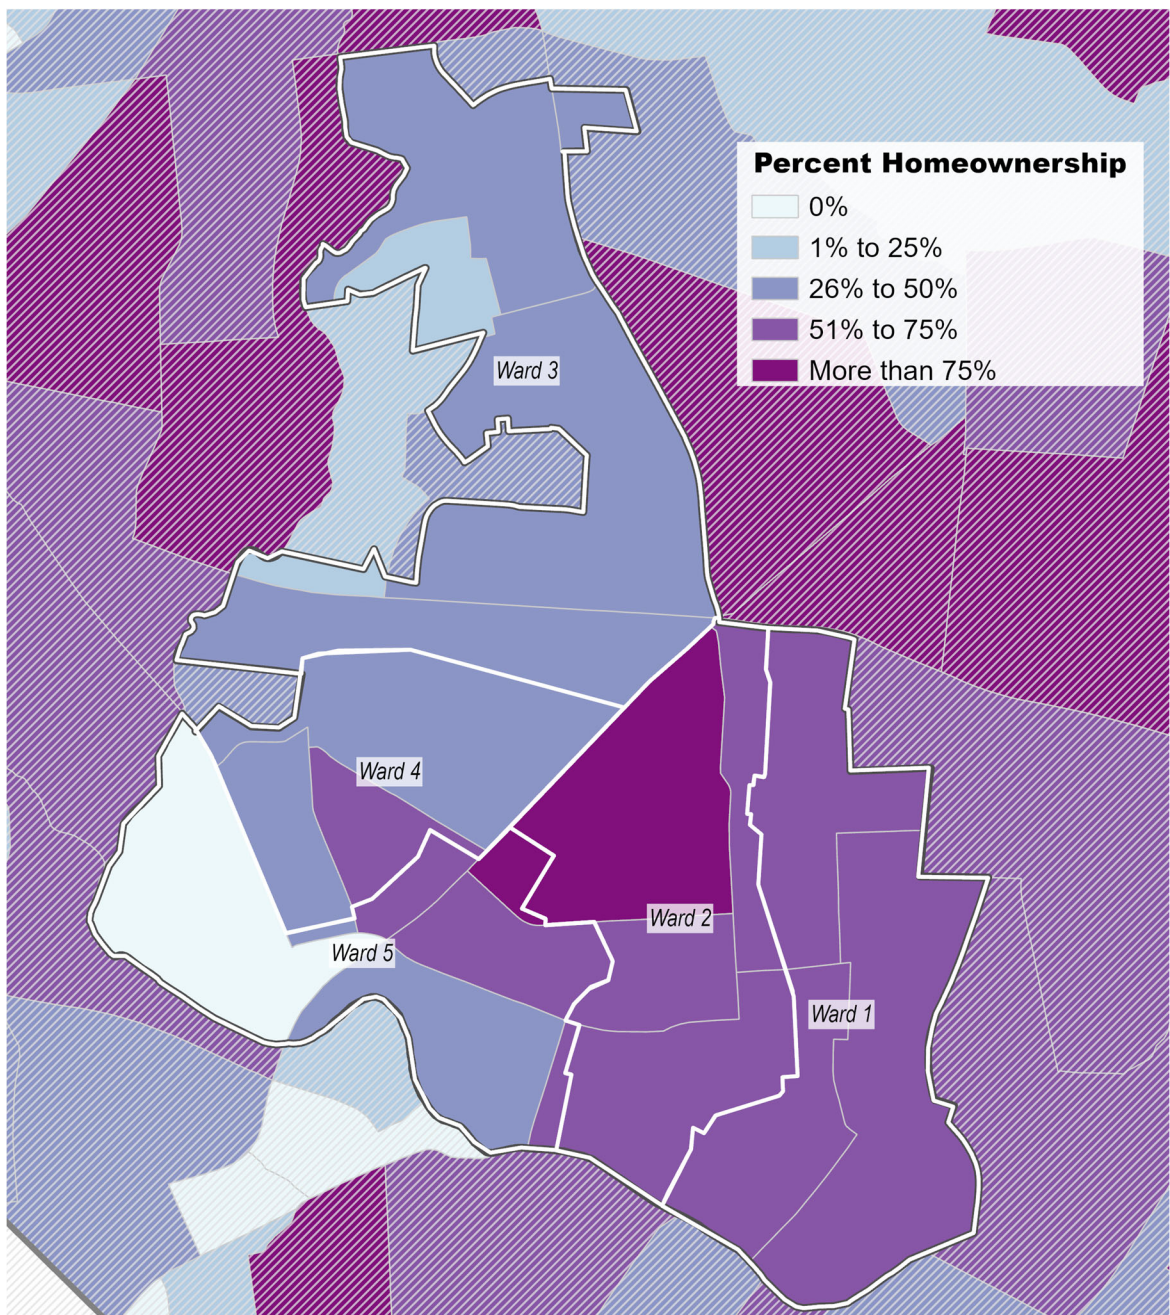 Percent Homeownership
0%
1% to 25%
26% to 50%
51% to 75%
More than 75%
Ward 3
Ward 4
Ward 2
Ward 5
Ward 1